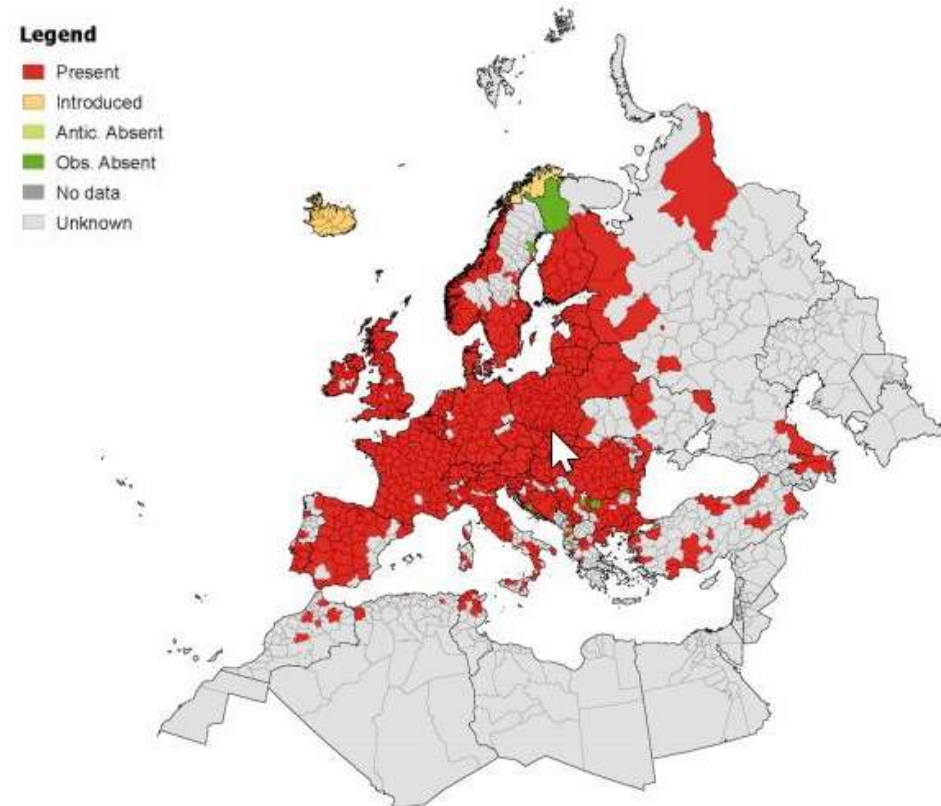 Legend
Present
Introduced
Antic. Absent
Obs. Absent
No data
Unknown